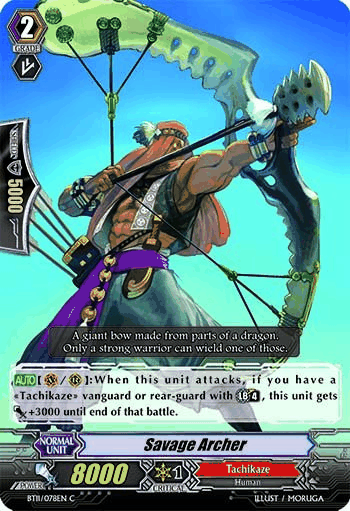 2
GRADE
SHIELD
5000
A giant bow made from parts of a dragon.
Only a strong warrior can wield one of those.
AUTO [V/R]:When this unit attacks, if you have a
«Tachikaze» vanguard or rear-guard with LB4, this unit gets
+3000 until end of that battle.
NORMAL
UNIT
Savage Archer
POWER
8000
1
CRITICAL
Tachikaze
Human
BT11/078EN C
ILLUST / MORUGA